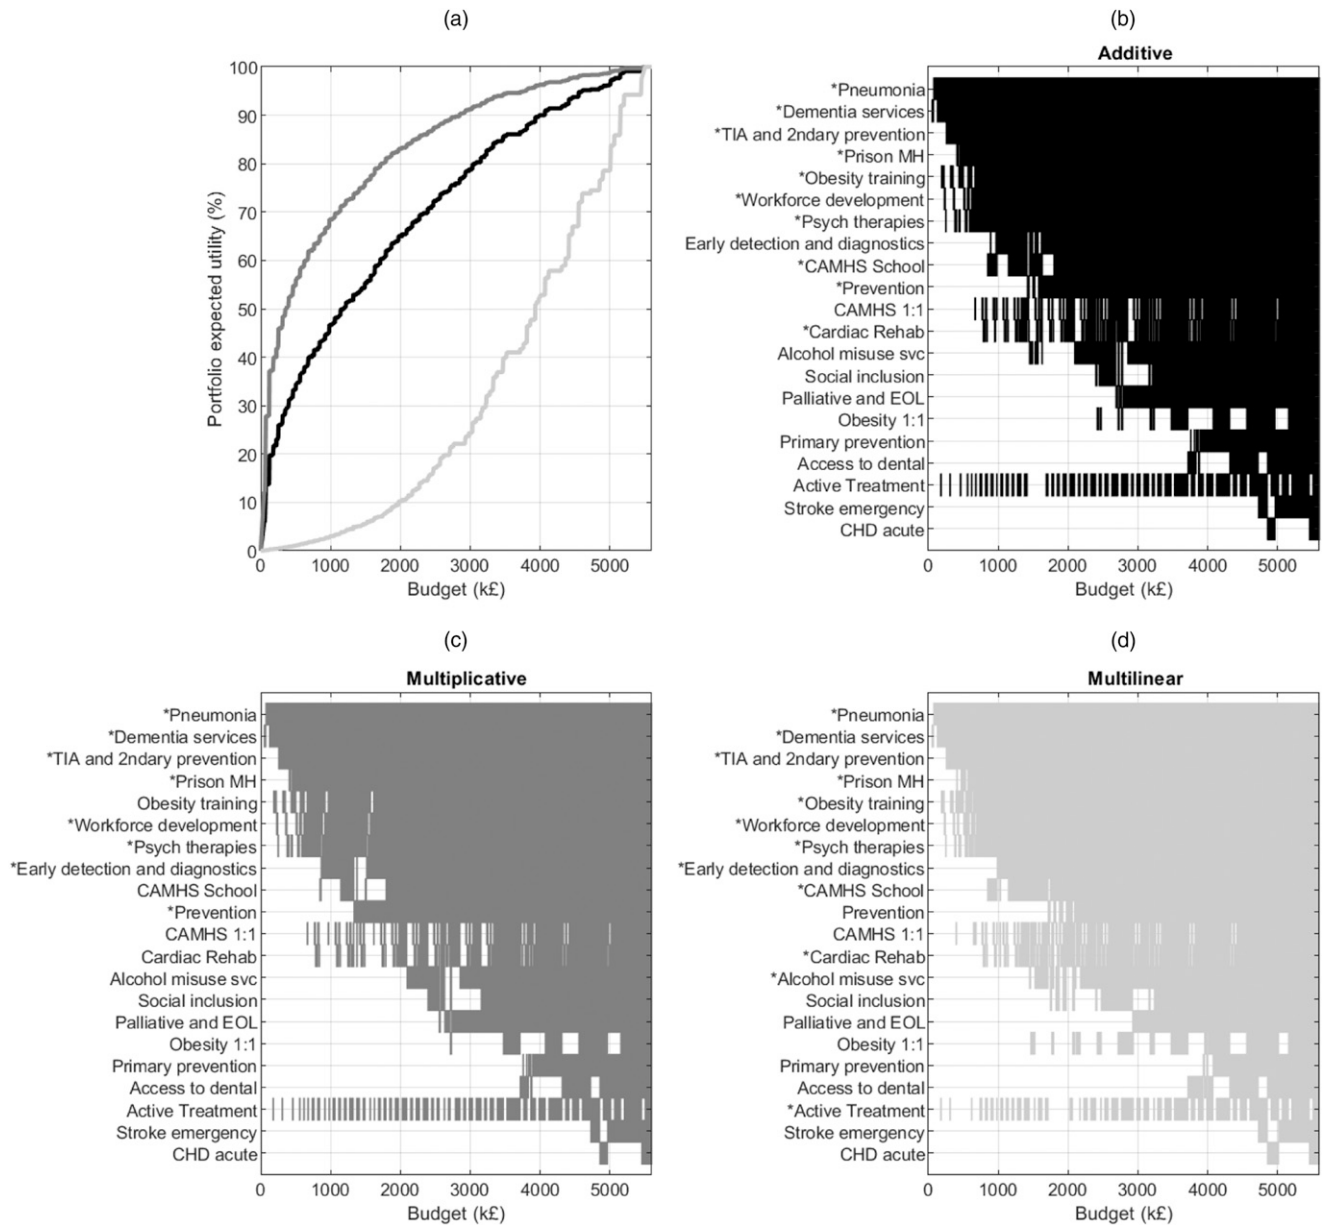 (a)
100
90
80
70
60
50
40
30
20
10
0
Portfolio expected utility (%)
0 1000 2000 3000 4000 5000
Budget (k£)
(b)
Additive
*Pneumonia
*Dementia services
*TIA and 2ndary prevention
*Prison MH
*Obesity training
*Workforce development
*Psych therapies
Early detection and diagnostics
*CAMHS School
*Prevention
CAMHS 1:1
*Cardiac Rehab
Alcohol misuse svc
Social inclusion
Palliative and EOL
Obesity 1:1
Primary prevention
Access to dental
Active Treatment
Stroke emergency
CHD acute
0 1000 2000 3000 4000 5000
Budget (k£)
(c)
Multiplicative
*Pneumonia
*Dementia services
*TIA and 2ndary prevention
*Prison MH
Obesity training
*Workforce development
*Psych therapies
*Early detection and diagnostics
CAMHS School
*Prevention
CAMHS 1:1
Cardiac Rehab
Alcohol misuse svc
Social inclusion
Palliative and EOL
Obesity 1:1
Primary prevention
Access to dental
Active Treatment
Stroke emergency
CHD acute
0 1000 2000 3000 4000 5000
Budget (k£)
(d)
Multilinear
*Pneumonia
*Dementia services
*TIA and 2ndary prevention
*Prison MH
*Obesity training
*Workforce development
*Psych therapies
*Early detection and diagnostics
*CAMHS School
Prevention
CAMHS 1:1
*Cardiac Rehab
*Alcohol misuse svc
Social inclusion
Palliative and EOL
Obesity 1:1
Primary prevention
Access to dental
*Active Treatment
Stroke emergency
CHD acute
0 1000 2000 3000 4000 5000
Budget (k£)